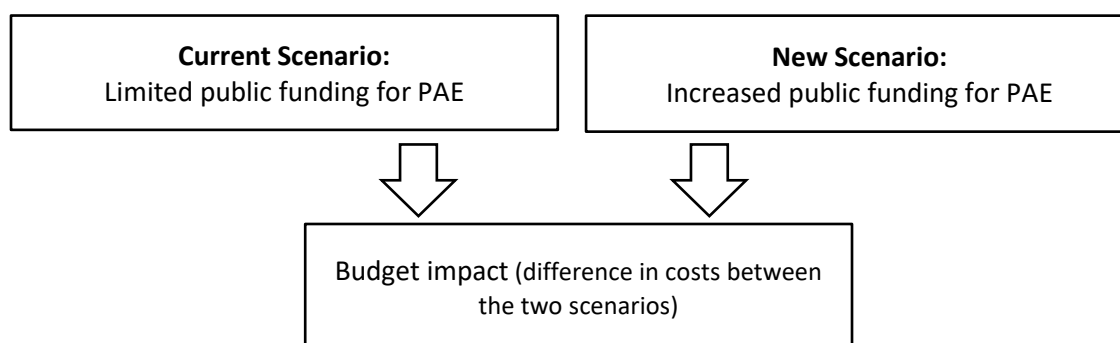 Current Scenario:
Limited public funding for PAE
New Scenario:
Increased public funding for PAE
Budget impact (difference in costs between
the two scenarios)